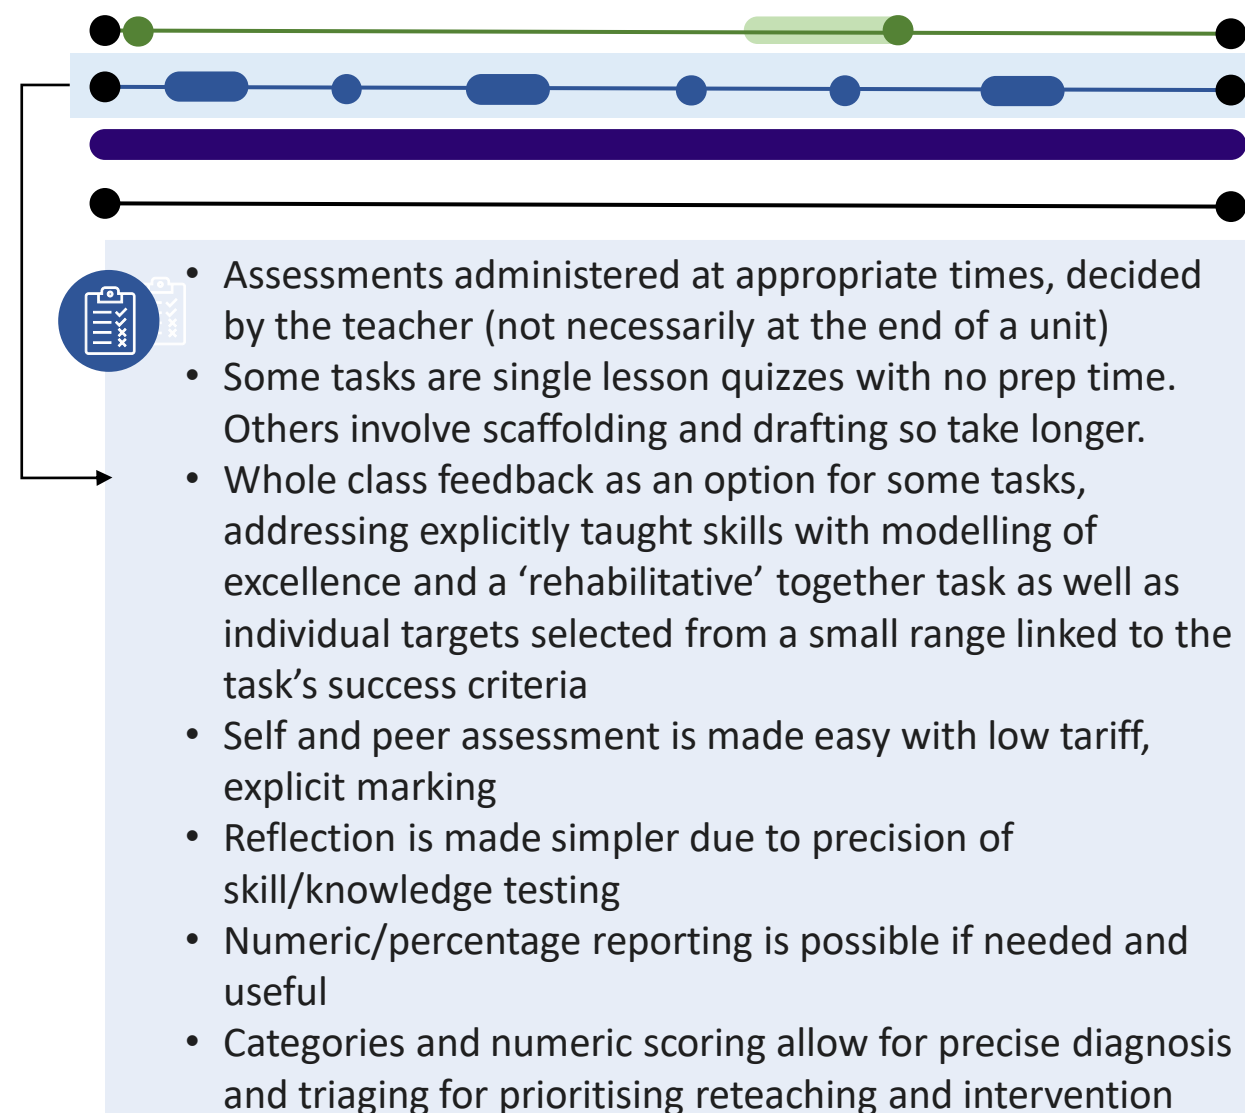 • Assessments administered at appropriate times, decided
by the teacher (not necessarily at the end of a unit)
• Some tasks are single lesson quizzes with no prep time.
Others involve scaffolding and drafting so take longer.
• Whole class feedback as an option for some tasks,
addressing explicitly taught skills with modelling of
excellence and a ‘rehabilitative’ together task as well as
individual targets selected from a small range linked to the
task’s success criteria
• Self and peer assessment is made easy with low tariff,
explicit marking
• Reflection is made simpler due to precision of
skill/knowledge testing
• Numeric/percentage reporting is possible if needed and
useful
• Categories and numeric scoring allow for precise diagnosis
and triaging for prioritising reteaching and intervention